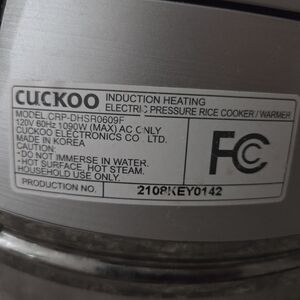 CUCKOO INDUCTION HEATING
ELECTRIC PRESSURE RICE COOKER / WARMER
MODEL CRP-DHSR0609F
120V 60Hz 1090W (MAX) AC ONLY
CUCKOO ELECTRONICS CO., LTD.
MADE IN KOREA
CAUTION:
- DO NOT IMMERSE IN WATER.
- HOT SURFACE, HOT STEAM.
HOUSEHOLD USE ONLY.
FC
PRODUCTION NO. 2108KEY0142